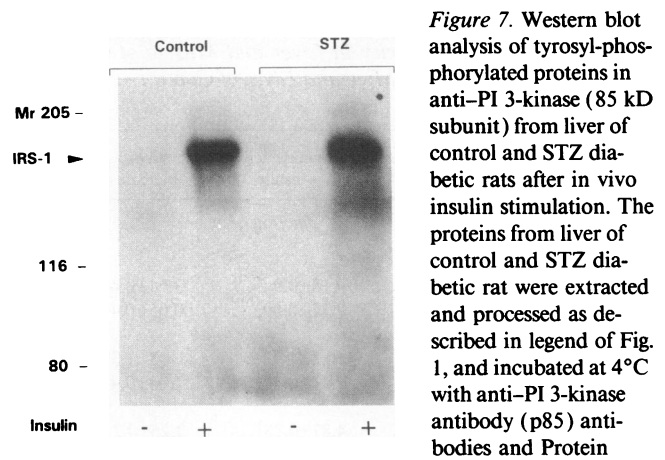 Control STZ
Mr 205 –
IRS-1 ►
116 –
80 –
Insulin - + - +
Figure 7. Western blot
analysis of tyrosyl-phos-
phorylated proteins in
anti–PI 3-kinase (85 kD
subunit) from liver of
control and STZ dia-
betic rats after in vivo
insulin stimulation. The
proteins from liver of
control and STZ dia-
betic rat were extracted
and processed as de-
scribed in legend of Fig.
1, and incubated at 4°C
with anti–PI 3-kinase
antibody (p85) anti-
bodies and Protein